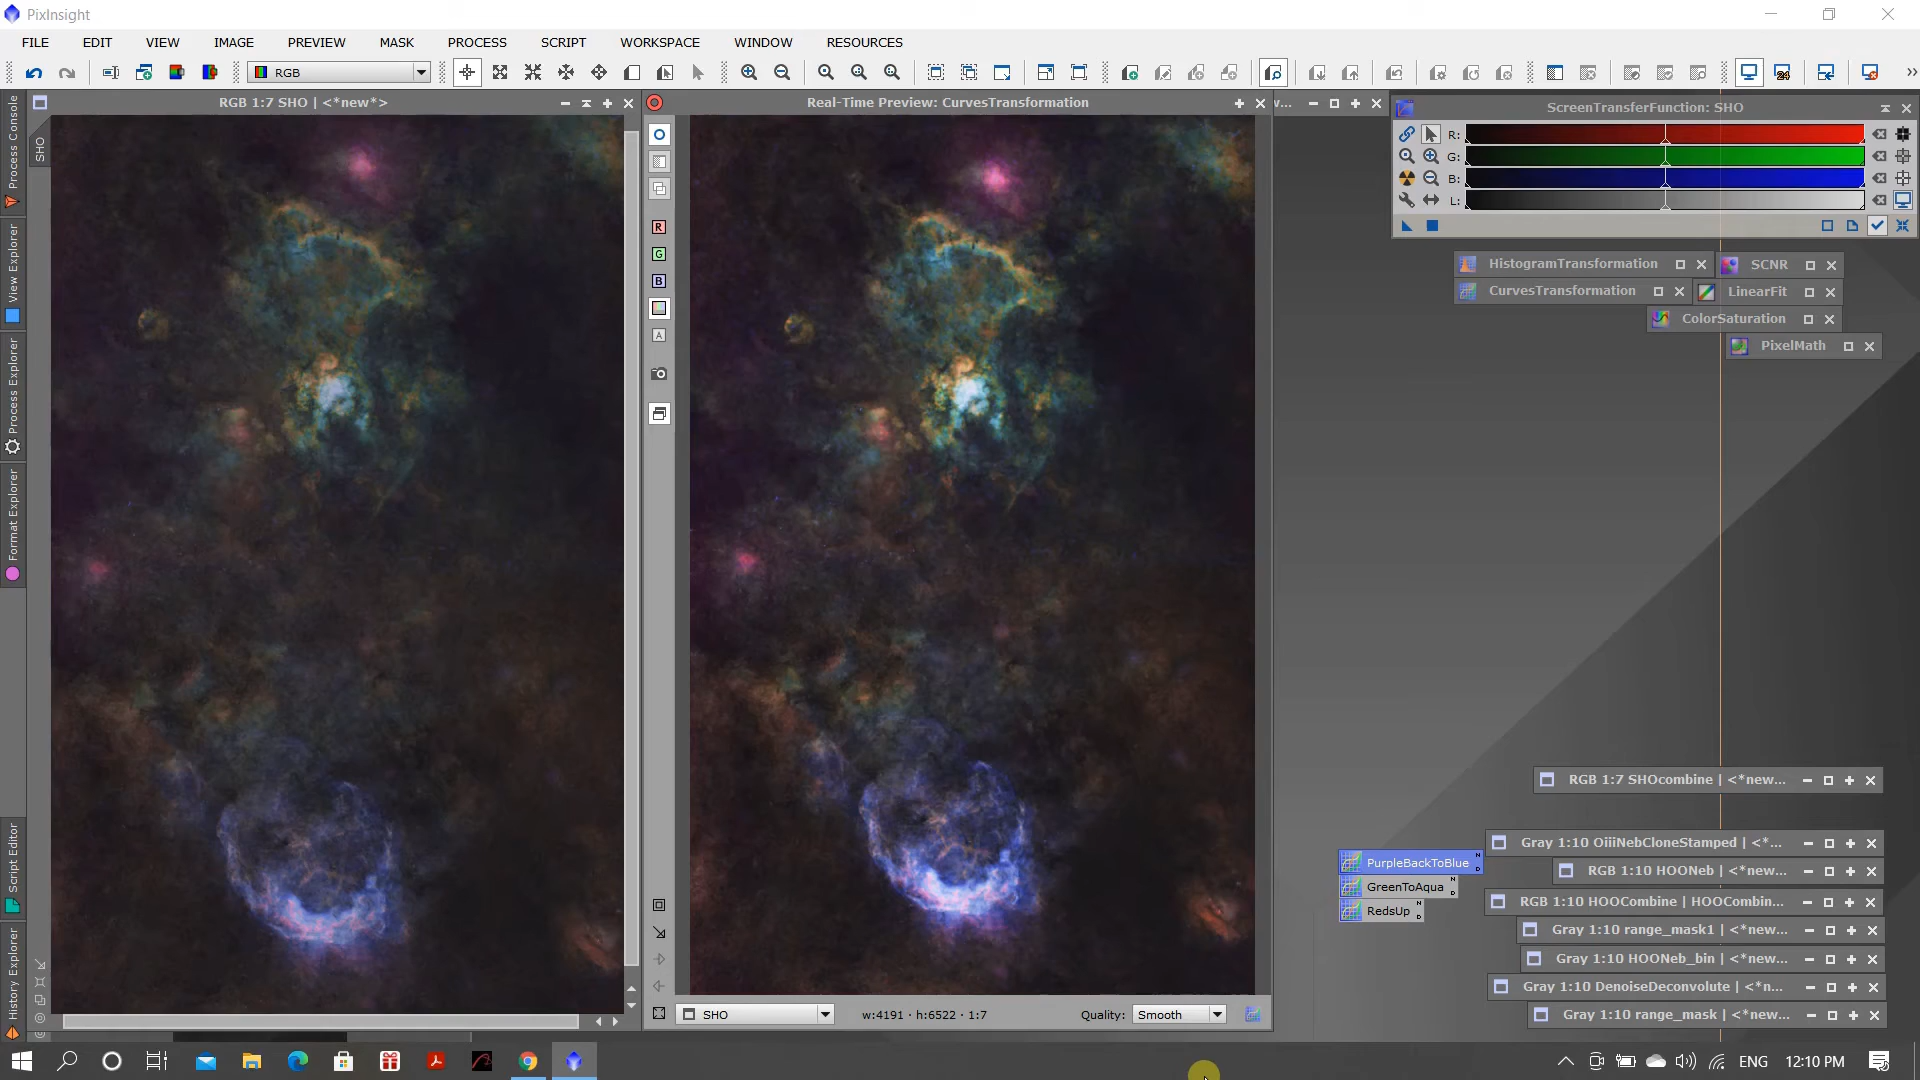 PixInsight
FILE EDIT VIEW IMAGE PREVIEW MASK PROCESS SCRIPT WORKSPACE WINDOW RESOURCES
RGB
24
RGB 1:7 SHO | <*new*>
Real-Time Preview: CurvesTransformation
w...
ScreenTransferFunction: SHO
Process Console
View Explorer
Process Explorer
Format Explorer
Script Editor
History Explorer
SHO
R
G
B
A
R:
G:
B:
L:
HistogramTransformation
SCNR
CurvesTransformation
LinearFit
ColorSaturation
PixelMath
RGB 1:7 SHOcombine | <*new...
Gray 1:10 OiiiNebCloneStamped | <*...
PurpleBackToBlue N D
RGB 1:10 HOONeb | <*new...
GreenToAqua N D
RGB 1:10 HOOCombine | HOOCombin...
RedsUp N D
Gray 1:10 range_mask1 | <*new...
Gray 1:10 HOONeb_bin | <*new...
Gray 1:10 DenoiseDeconvolute | <*n...
Gray 1:10 range_mask | <*new...
SHO
w:4191 · h:6522 · 1:7
Quality: Smooth
ENG
12:10 PM